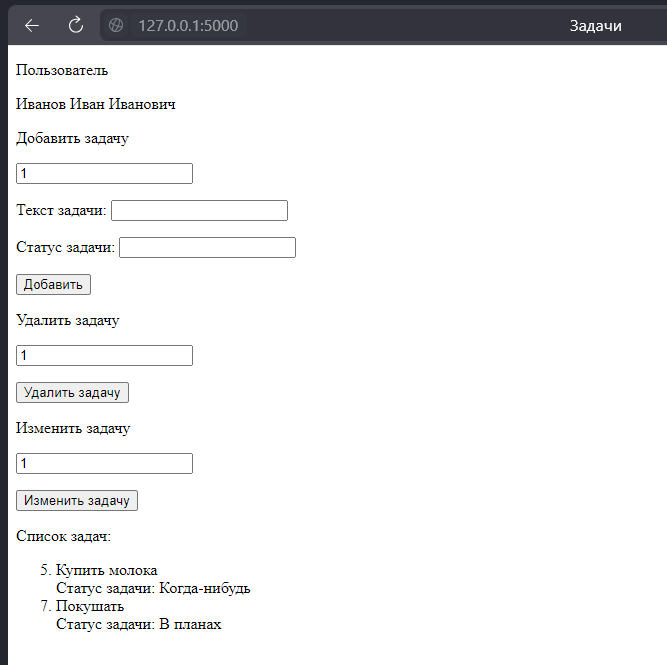 127.0.0.1:5000 Задачи
Пользователь
Иванов Иван Иванович
Добавить задачу
1
Текст задачи:
Статус задачи:
Добавить
Удалить задачу
1
Удалить задачу
Изменить задачу
1
Изменить задачу
Список задач:
5. Купить молока
Статус задачи: Когда-нибудь
7. Покушать
Статус задачи: В планах